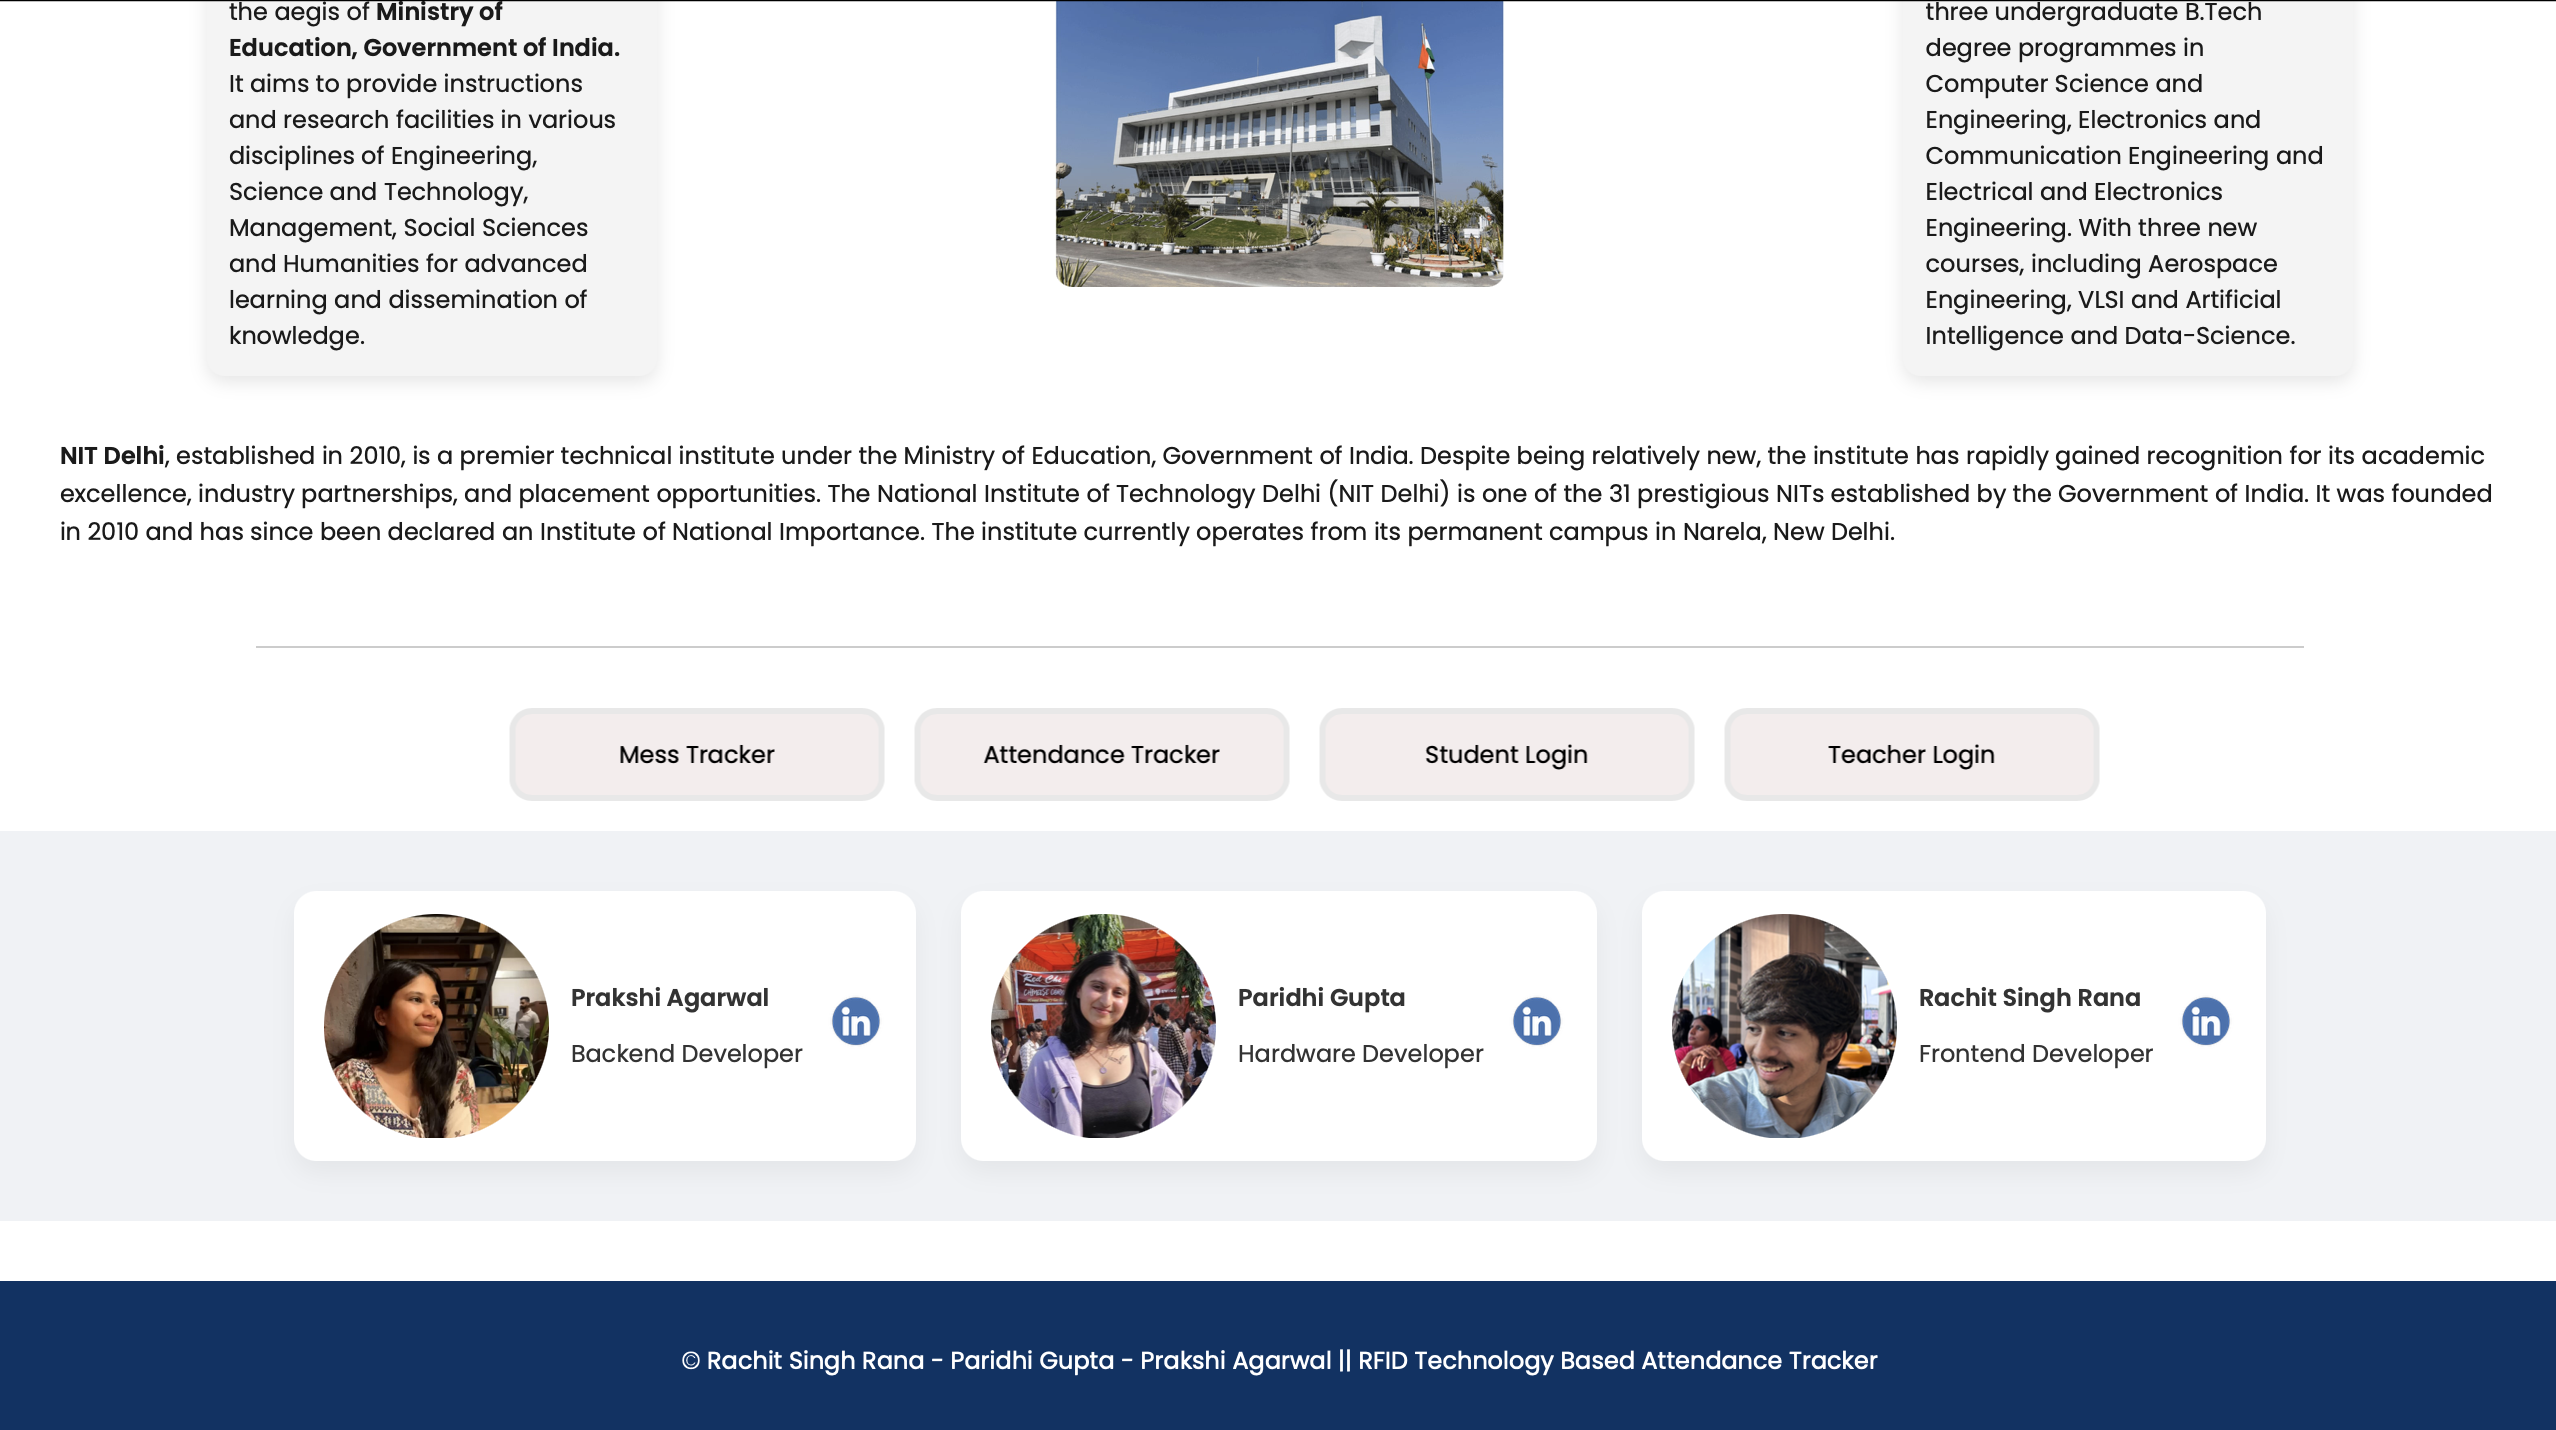 the aegis of Ministry of
Education, Government of India.
It aims to provide instructions
and research facilities in various
disciplines of Engineering,
Science and Technology,
Management, Social Sciences
and Humanities for advanced
learning and dissemination of
knowledge.
three undergraduate B.Tech
degree programmes in
Computer Science and
Engineering, Electronics and
Communication Engineering and
Electrical and Electronics
Engineering. With three new
courses, including Aerospace
Engineering, VLSI and Artificial
Intelligence and Data-Science.
NIT Delhi, established in 2010, is a premier technical institute under the Ministry of Education, Government of India. Despite being relatively new, the institute has rapidly gained recognition for its academic
excellence, industry partnerships, and placement opportunities. The National Institute of Technology Delhi (NIT Delhi) is one of the 31 prestigious NITs established by the Government of India. It was founded
in 2010 and has since been declared an Institute of National Importance. The institute currently operates from its permanent campus in Narela, New Delhi.
Mess Tracker
Attendance Tracker
Student Login
Teacher Login
Prakshi Agarwal
Backend Developer
in
Paridhi Gupta
Hardware Developer
in
Rachit Singh Rana
Frontend Developer
in
© Rachit Singh Rana - Paridhi Gupta - Prakshi Agarwal || RFID Technology Based Attendance Tracker